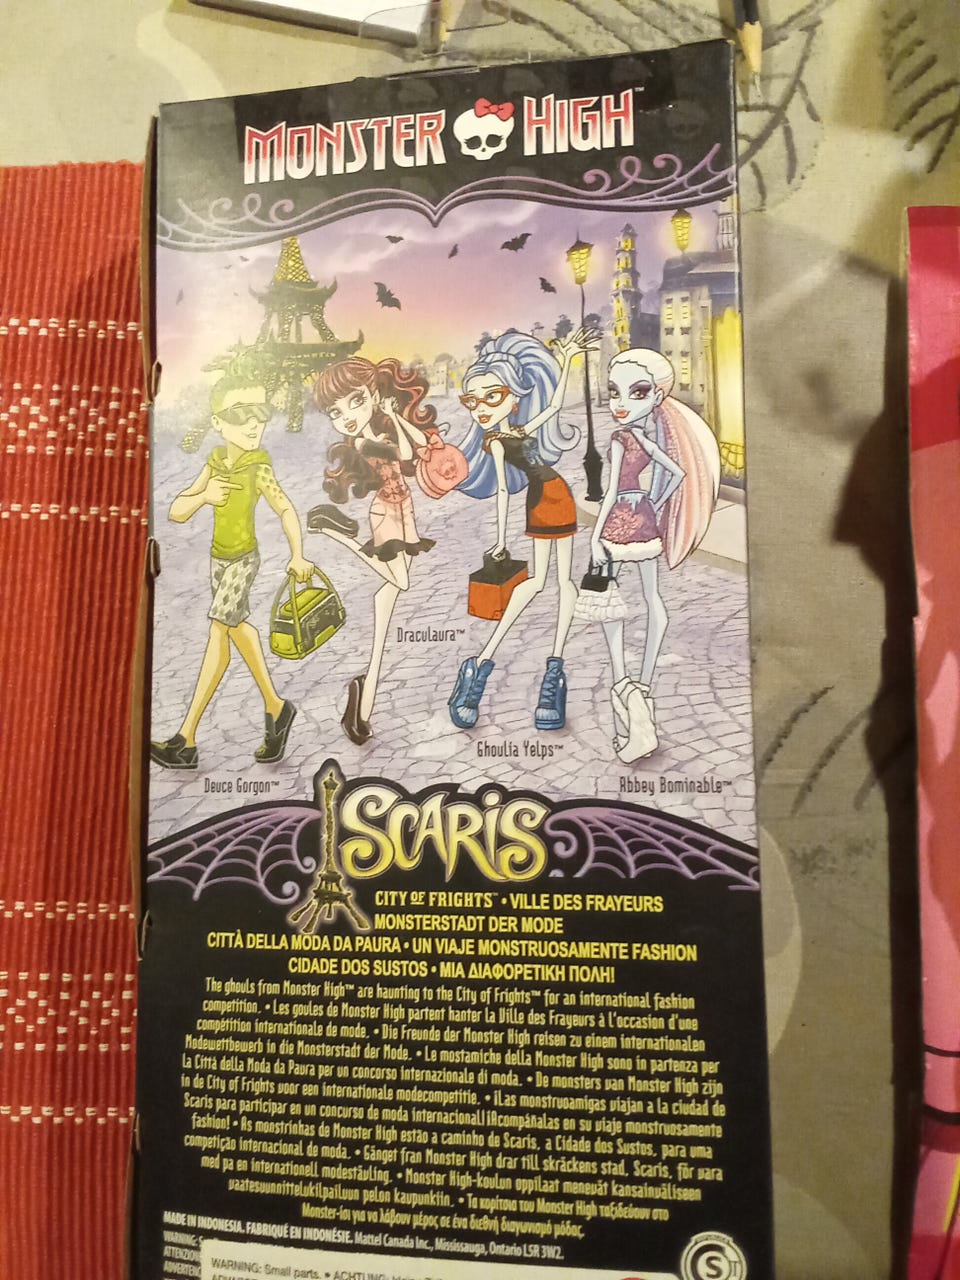 MONSTER HIGH™
Draculaura™
Ghoulia Yelps™
Deuce Gorgon™
Abbey Bominable™
SCARIS
CITY OF FRIGHTS™ • VILLE DES FRAYEURS
MONSTERSTADT DER MODE
CITTÀ DELLA MODA DA PAURA • UN VIAJE MONSTRUOSAMENTE FASHION
CIDADE DOS SUSTOS • ΜΙΑ ΔΙΑΦΟΡΕΤΙΚΗ ΠΟΛΗ!
The ghouls from Monster High™ are haunting to the City of Frights™ for an international fashion
competition. • Les goules de Monster High partent hanter la Ville des Frayeurs à l'occasion d'une
compétition internationale de mode. • Die Freunde der Monster High reisen zu einem internationalen
Modewettbewerb in die Monsterstadt der Mode. • Le mostamiche della Monster High sono in partenza per
la Città della Moda da Paura per un concorso internazionale di moda. • De monsters van Monster High zijn
in de City of Frights voor een internationale modecompetitie. • ¡Las monstruoamigas viajan a la ciudad de
Scaris para participar en un concurso de moda internacional! ¡Acompáñalas en su viaje monstruosamente
fashion! • As monstrinhas de Monster High estão a caminho de Scaris, a Cidade dos Sustos, para uma
competição internacional de moda. • Gänget från Monster High drar till skräckens stad, Scaris, för vara
med på en internationell modetävling. • Monster High-koulun oppilaat menevät kansainväliseen
vaatesuunnittelukilpailuun pelon kaupunkiin. • Τα κορίτσια του Monster High ταξιδεύουν στο
Monster-ίσι για να λάβουν μέρος σε ένα διεθνή διαγωνισμό μόδας.
MADE IN INDONESIA. FABRIQUÉ EN INDONÉSIE. Mattel Canada Inc., Mississauga, Ontario L5R 3W2.
WARNING:
WARNING: Small parts. • ACHTUNG: